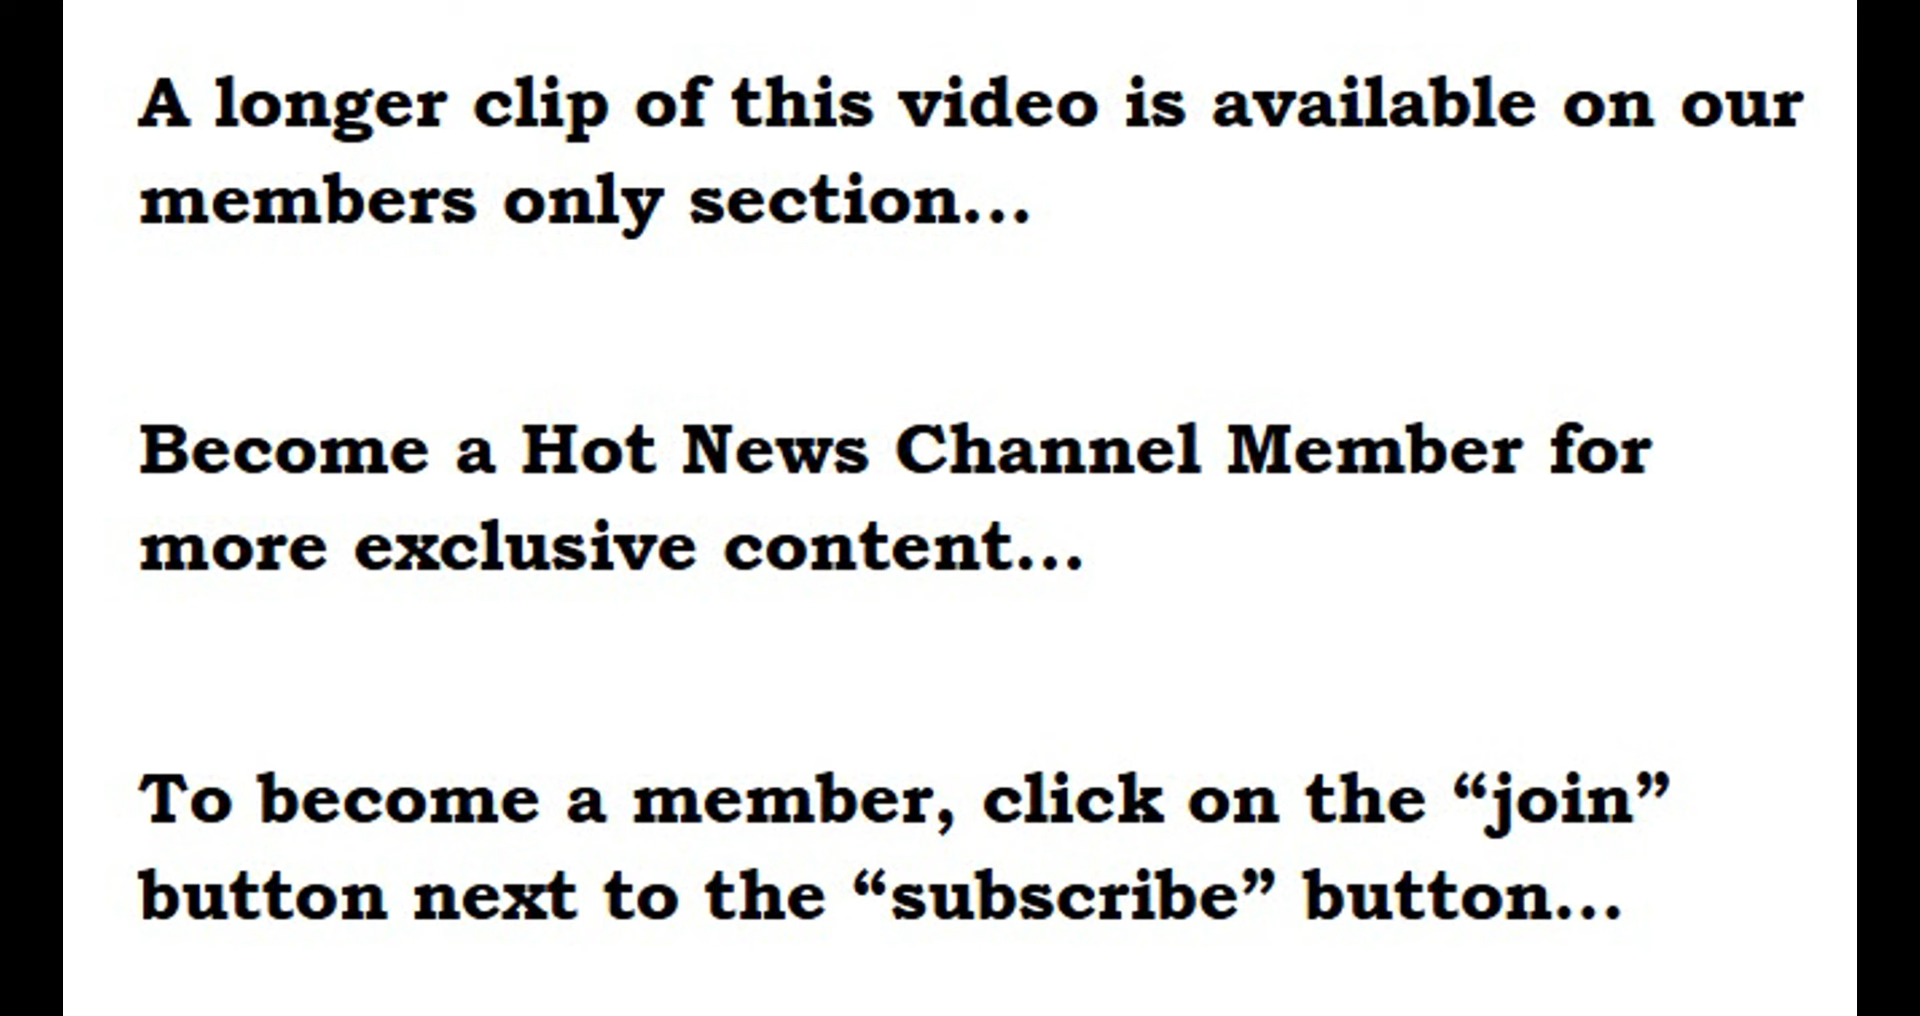 A longer clip of this video is available on our
members only section...
Become a Hot News Channel Member for
more exclusive content...
To become a member, click on the “join”
button next to the “subscribe” button...